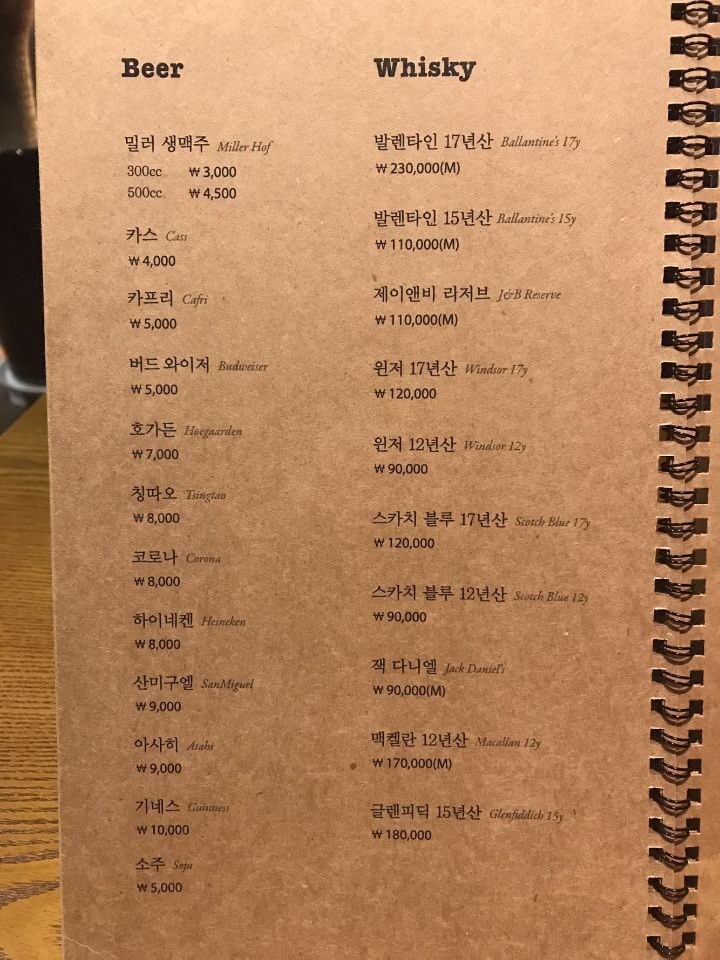 Beer
밀러 생맥주 Miller Hof
300cc ₩ 3,000
500cc ₩ 4,500
카스 Cass
₩ 4,000
카프리 Cafri
₩ 5,000
버드 와이저 Budweiser
₩ 5,000
호가든 Hoegaarden
₩ 7,000
칭따오 Tsingtao
₩ 8,000
코로나 Corona
₩ 8,000
하이네켄 Heineken
₩ 8,000
산미구엘 SanMiguel
₩ 9,000
아사히 Asahi
₩ 9,000
기네스 Guinness
₩ 10,000
소주 Soju
₩ 5,000
Whisky
발렌타인 17년산 Ballantine's 17y
₩ 230,000(M)
발렌타인 15년산 Ballantine's 15y
₩ 110,000(M)
제이앤비 리저브 J&B Reserve
₩ 110,000(M)
윈저 17년산 Windsor 17y
₩ 120,000
윈저 12년산 Windsor 12y
₩ 90,000
스카치 블루 17년산 Scotch Blue 17y
₩ 120,000
스카치 블루 12년산 Scotch Blue 12y
₩ 90,000
잭 다니엘 Jack Daniel's
₩ 90,000(M)
맥켈란 12년산 Macallan 12y
₩ 170,000(M)
글렌피딕 15년산 Glenfiddich 15y
₩ 180,000